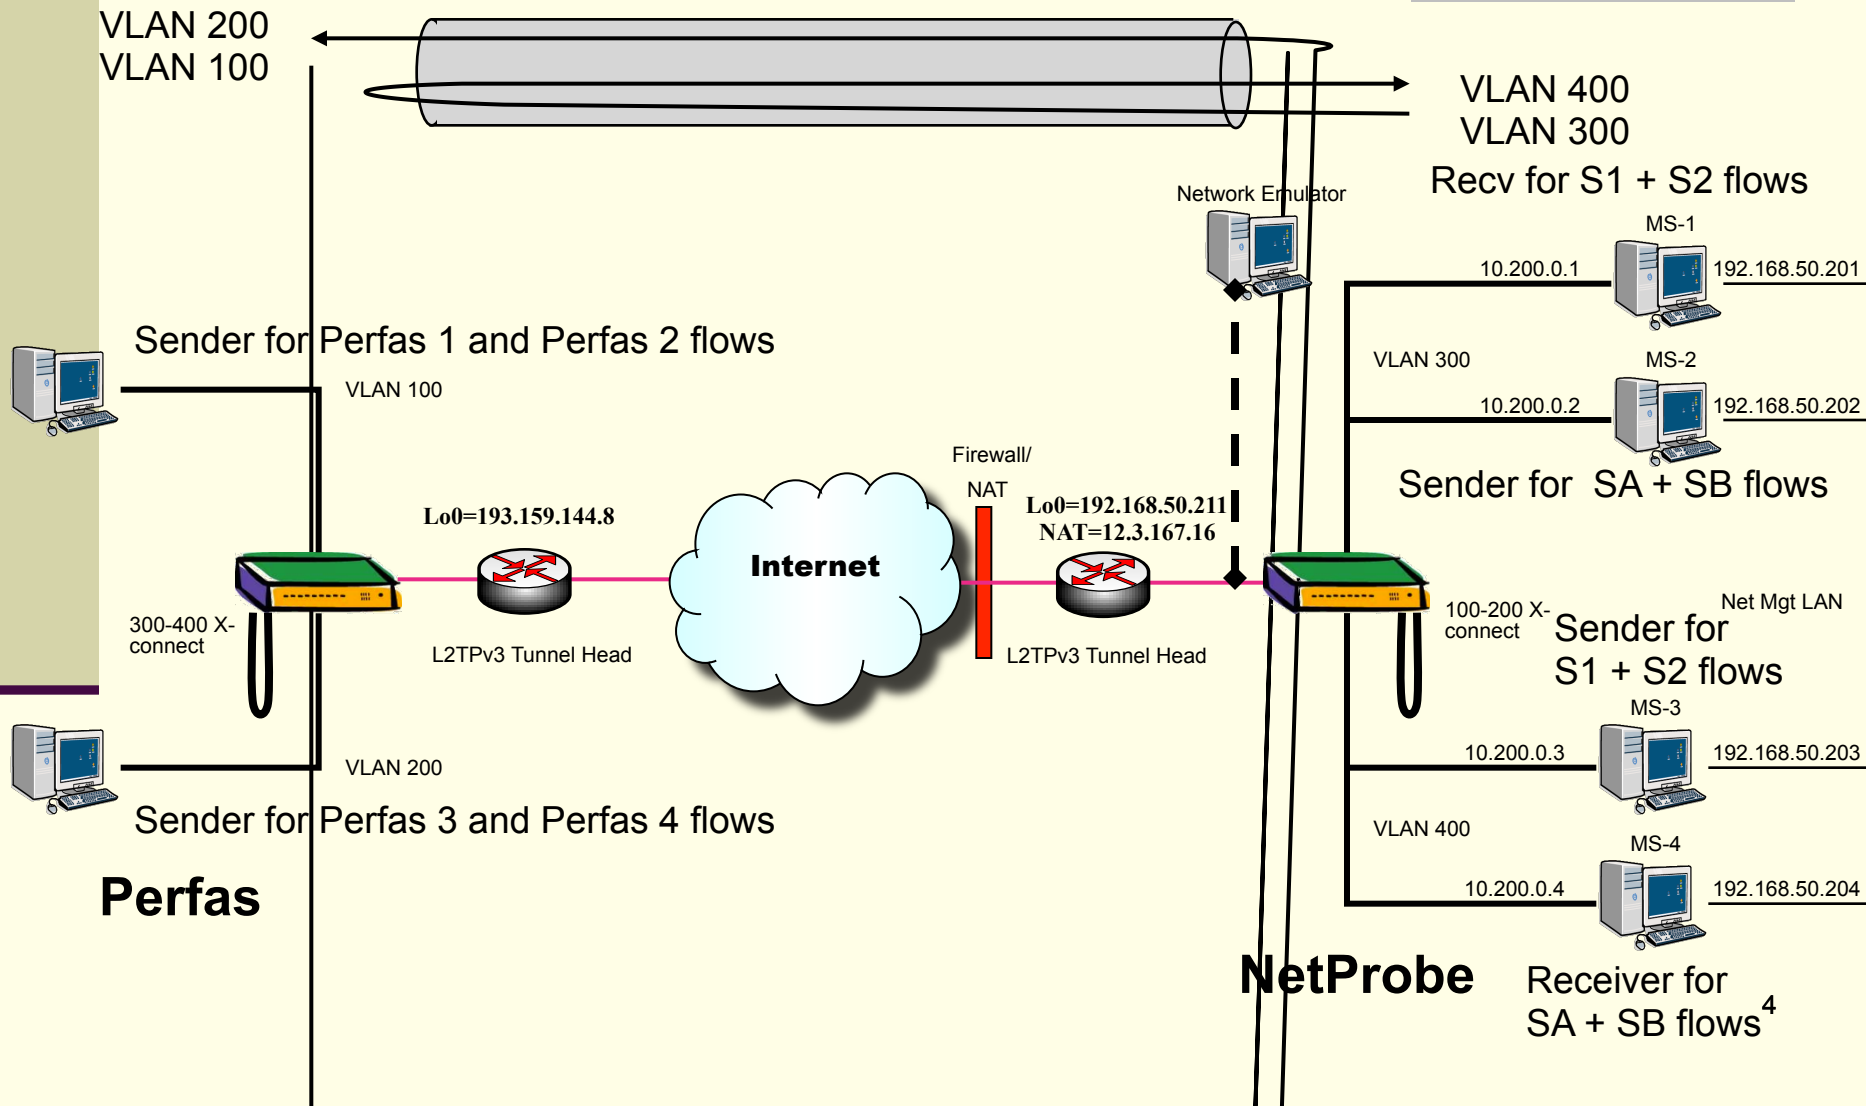 VLAN 200
VLAN 100
VLAN 400
VLAN 300
Recv for S1 + S2 flows
Network Emulator
MS-1
10.200.0.1
192.168.50.201
Sender for Perfas 1 and Perfas 2 flows
VLAN 100
VLAN 300
MS-2
10.200.0.2
192.168.50.202
Sender for SA + SB flows
Firewall/
NAT
Lo0=193.159.144.8
Lo0=192.168.50.211
NAT=12.3.167.16
Internet
300-400 X-
connect
L2TPv3 Tunnel Head
L2TPv3 Tunnel Head
100-200 X-
connect
Net Mgt LAN
Sender for
S1 + S2 flows
MS-3
10.200.0.3
192.168.50.203
VLAN 200
Sender for Perfas 3 and Perfas 4 flows
VLAN 400
MS-4
10.200.0.4
192.168.50.204
Perfas
NetProbe
Receiver for
SA + SB flows
4